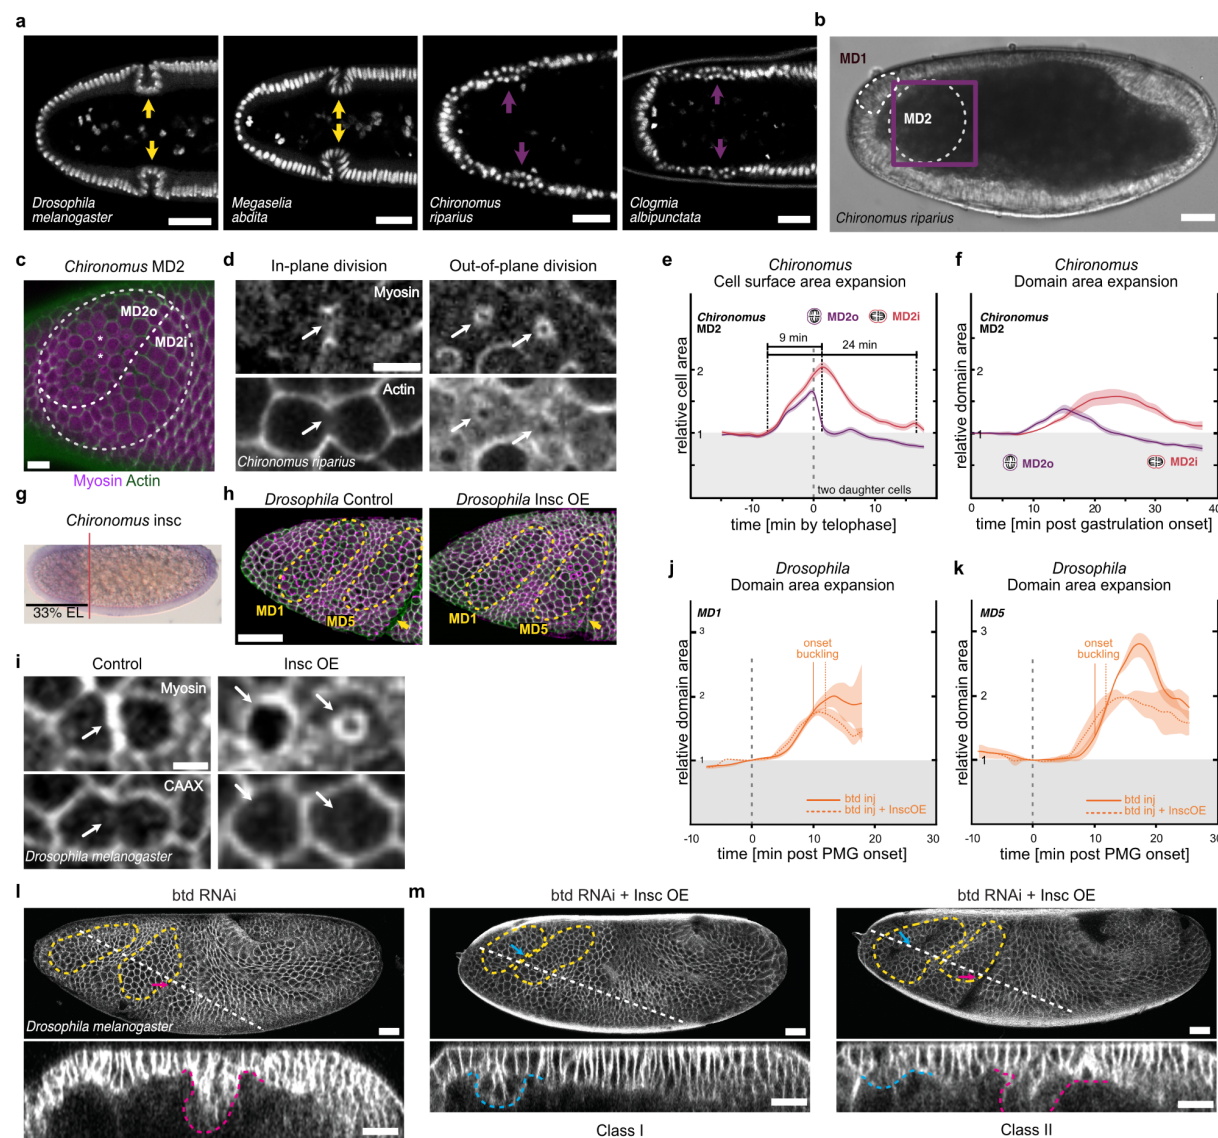 a
b
Drosophila
melanogaster
Megaselia
abdita
Chironomus
riparius
Clogmia
albipunctata
MD1
MD2
Chironomus riparius
c
Chironomus MD2
MD2o
MD2i
*
*
Myosin Actin
d
In-plane division
Out-of-plane division
Myosin
Actin
Chironomus riparius
e
Chironomus
Cell surface area expansion
Chironomus
MD2
MD2o
MD2i
9 min
24 min
relative cell area
2
1
two daughter cells
-10
0
10
time [min by telophase]
f
Chironomus
Domain area expansion
Chironomus
MD2
relative domain area
2
1
MD2o
MD2i
0
10
20
30
40
time [min post gastrulation onset]
g
Chironomus insc
33% EL
h
Drosophila Control
Drosophila Insc OE
MD1
MD5
MD1
MD5
i
Control
Insc OE
Myosin
CAAX
Drosophila melanogaster
j
Drosophila
Domain area expansion
MD1
relative domain area
3
2
1
onset
buckling
btd inj
btd inj + InscOE
-10
0
10
20
30
time [min post PMG onset]
k
Drosophila
Domain area expansion
MD5
relative domain area
3
2
1
onset
buckling
btd inj
btd inj + InscOE
-10
0
10
20
30
time [min post PMG onset]
l
btd RNAi
Drosophila melanogaster
m
btd RNAi + Insc OE
btd RNAi + Insc OE
Class I
Class II